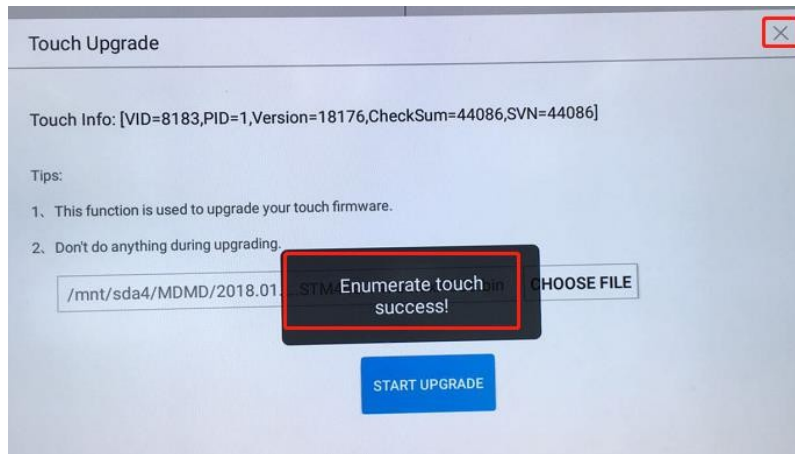 Touch Upgrade
Touch Info: [VID=8183,PID=1,Version=18176,CheckSum=44086,SVN=44086]
Tips:
1、This function is used to upgrade your touch firmware.
2、Don't do anything during upgrading.
/mnt/sda4/MDMD/2018.01. bin CHOOSE FILE
Enumerate touch
success!
START UPGRADE